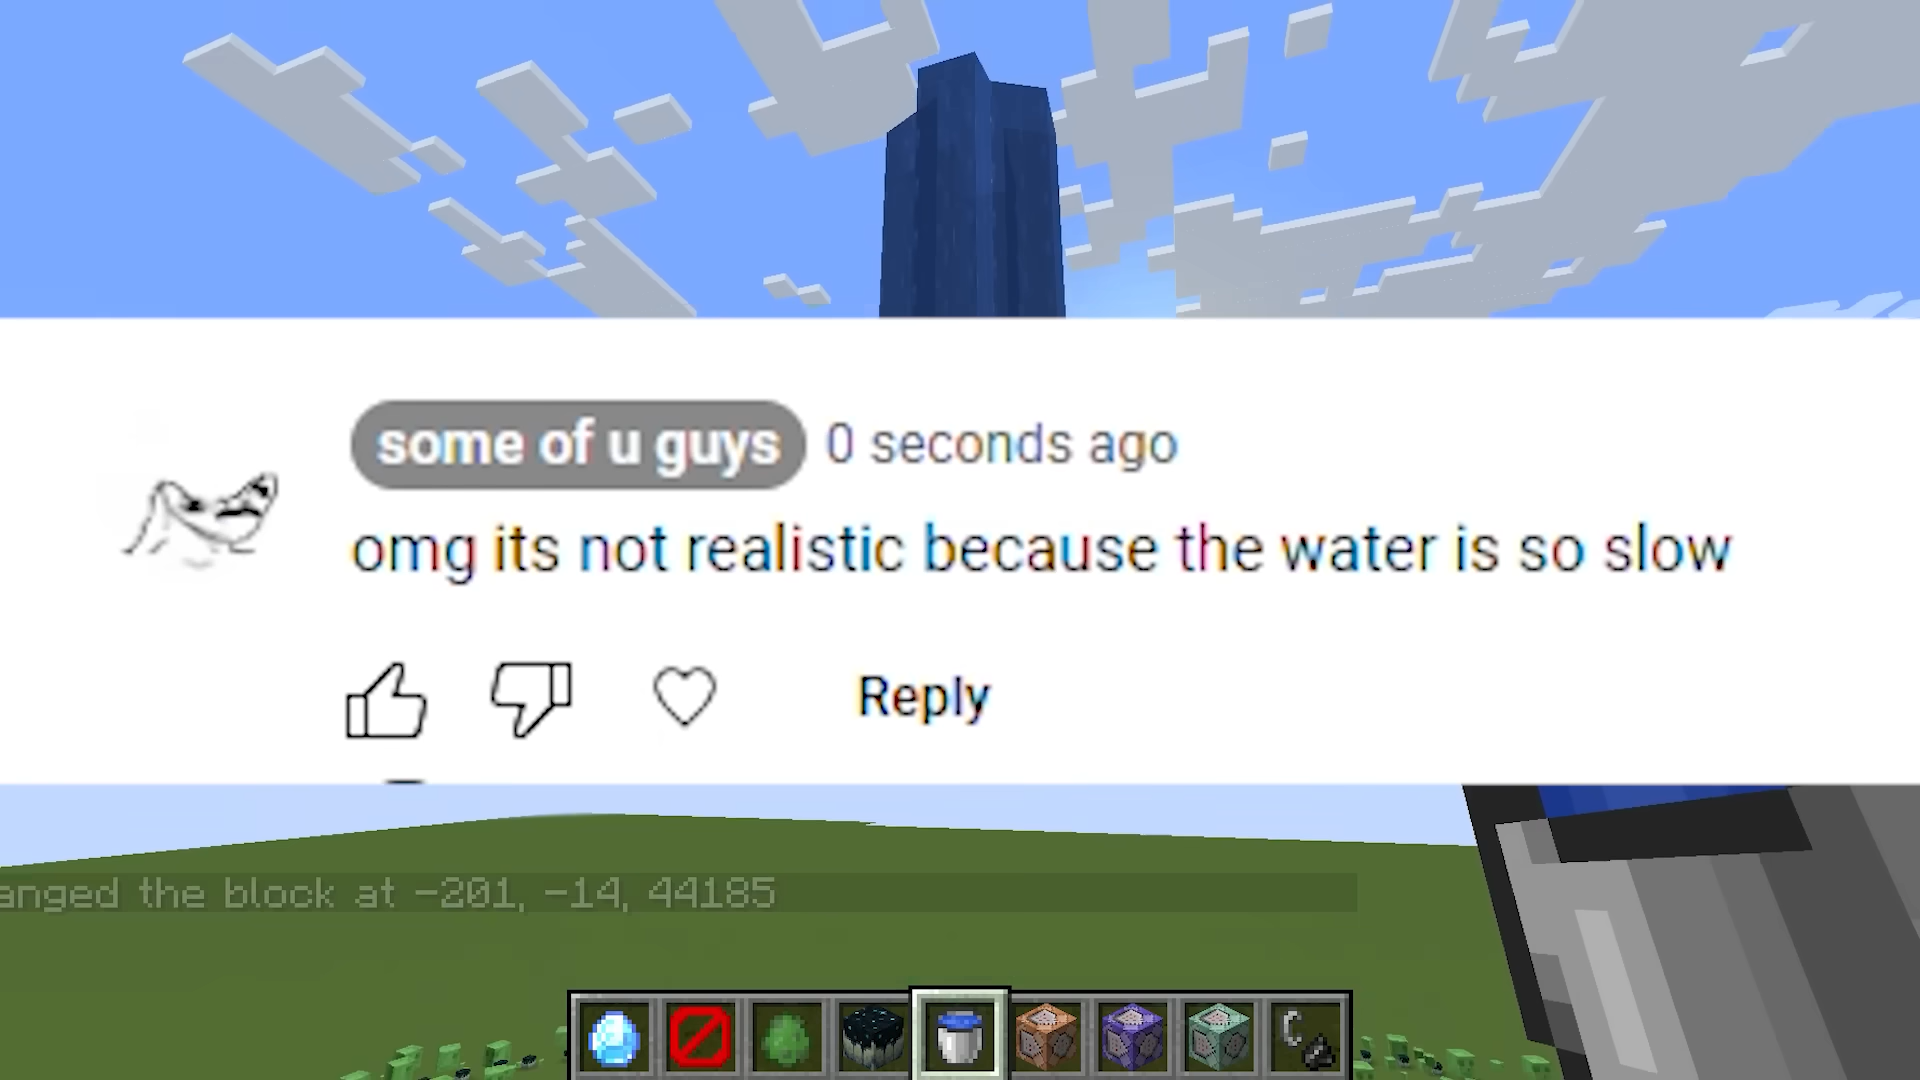 some of u guys 0 seconds ago
omg its not realistic because the water is so slow
Reply
anged the block at -201, -14, 44185